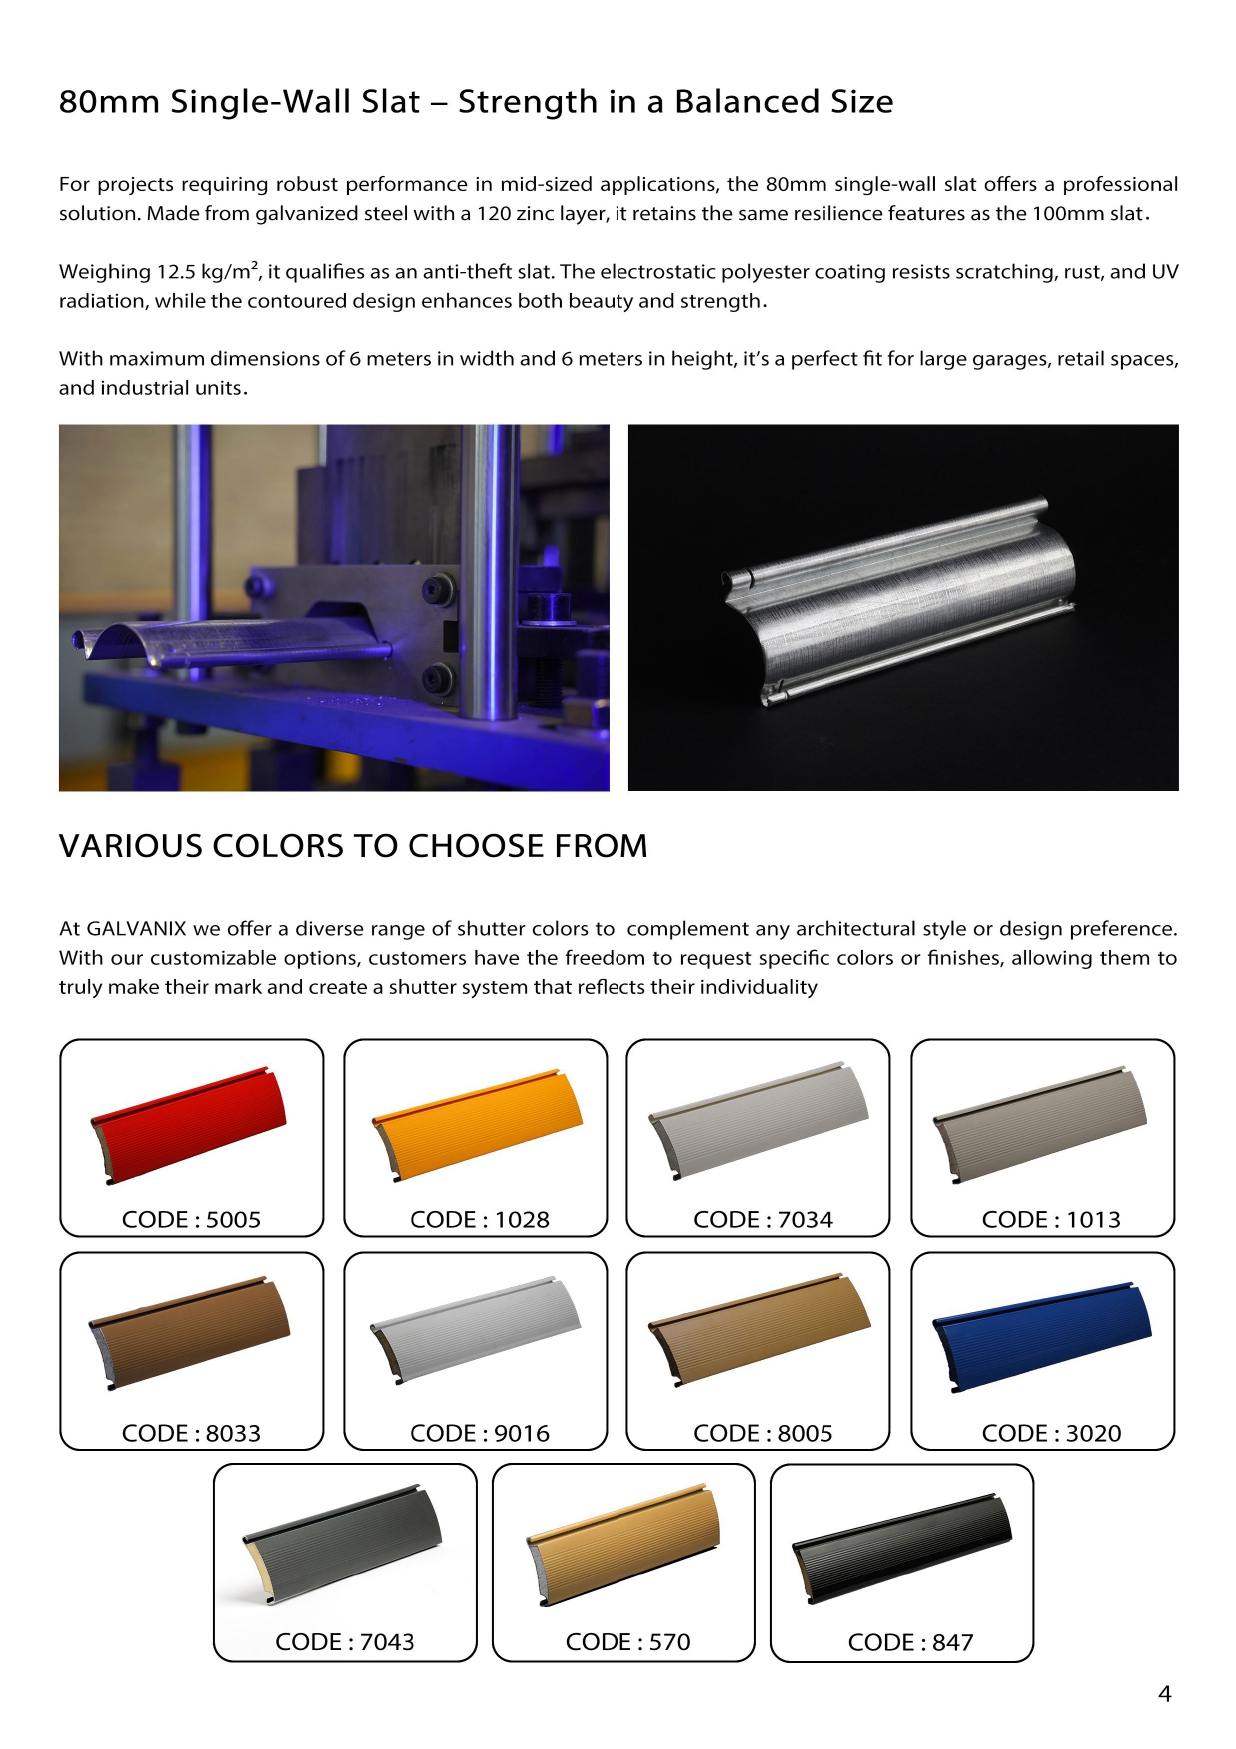 80mm Single-Wall Slat – Strength in a Balanced Size
For projects requiring robust performance in mid-sized applications, the 80mm single-wall slat offers a professional
solution. Made from galvanized steel with a 120 zinc layer, it retains the same resilience features as the 100mm slat.
Weighing 12.5 kg/m², it qualifies as an anti-theft slat. The electrostatic polyester coating resists scratching, rust, and UV
radiation, while the contoured design enhances both beauty and strength.
With maximum dimensions of 6 meters in width and 6 meters in height, it's a perfect fit for large garages, retail spaces,
and industrial units.
VARIOUS COLORS TO CHOOSE FROM
At GALVANIX we offer a diverse range of shutter colors to complement any architectural style or design preference.
With our customizable options, customers have the freedom to request specific colors or finishes, allowing them to
truly make their mark and create a shutter system that reflects their individuality
CODE : 5005
CODE : 1028
CODE : 7034
CODE : 1013
CODE : 8033
CODE : 9016
CODE : 8005
CODE : 3020
CODE : 7043
CODE : 570
CODE : 847
4